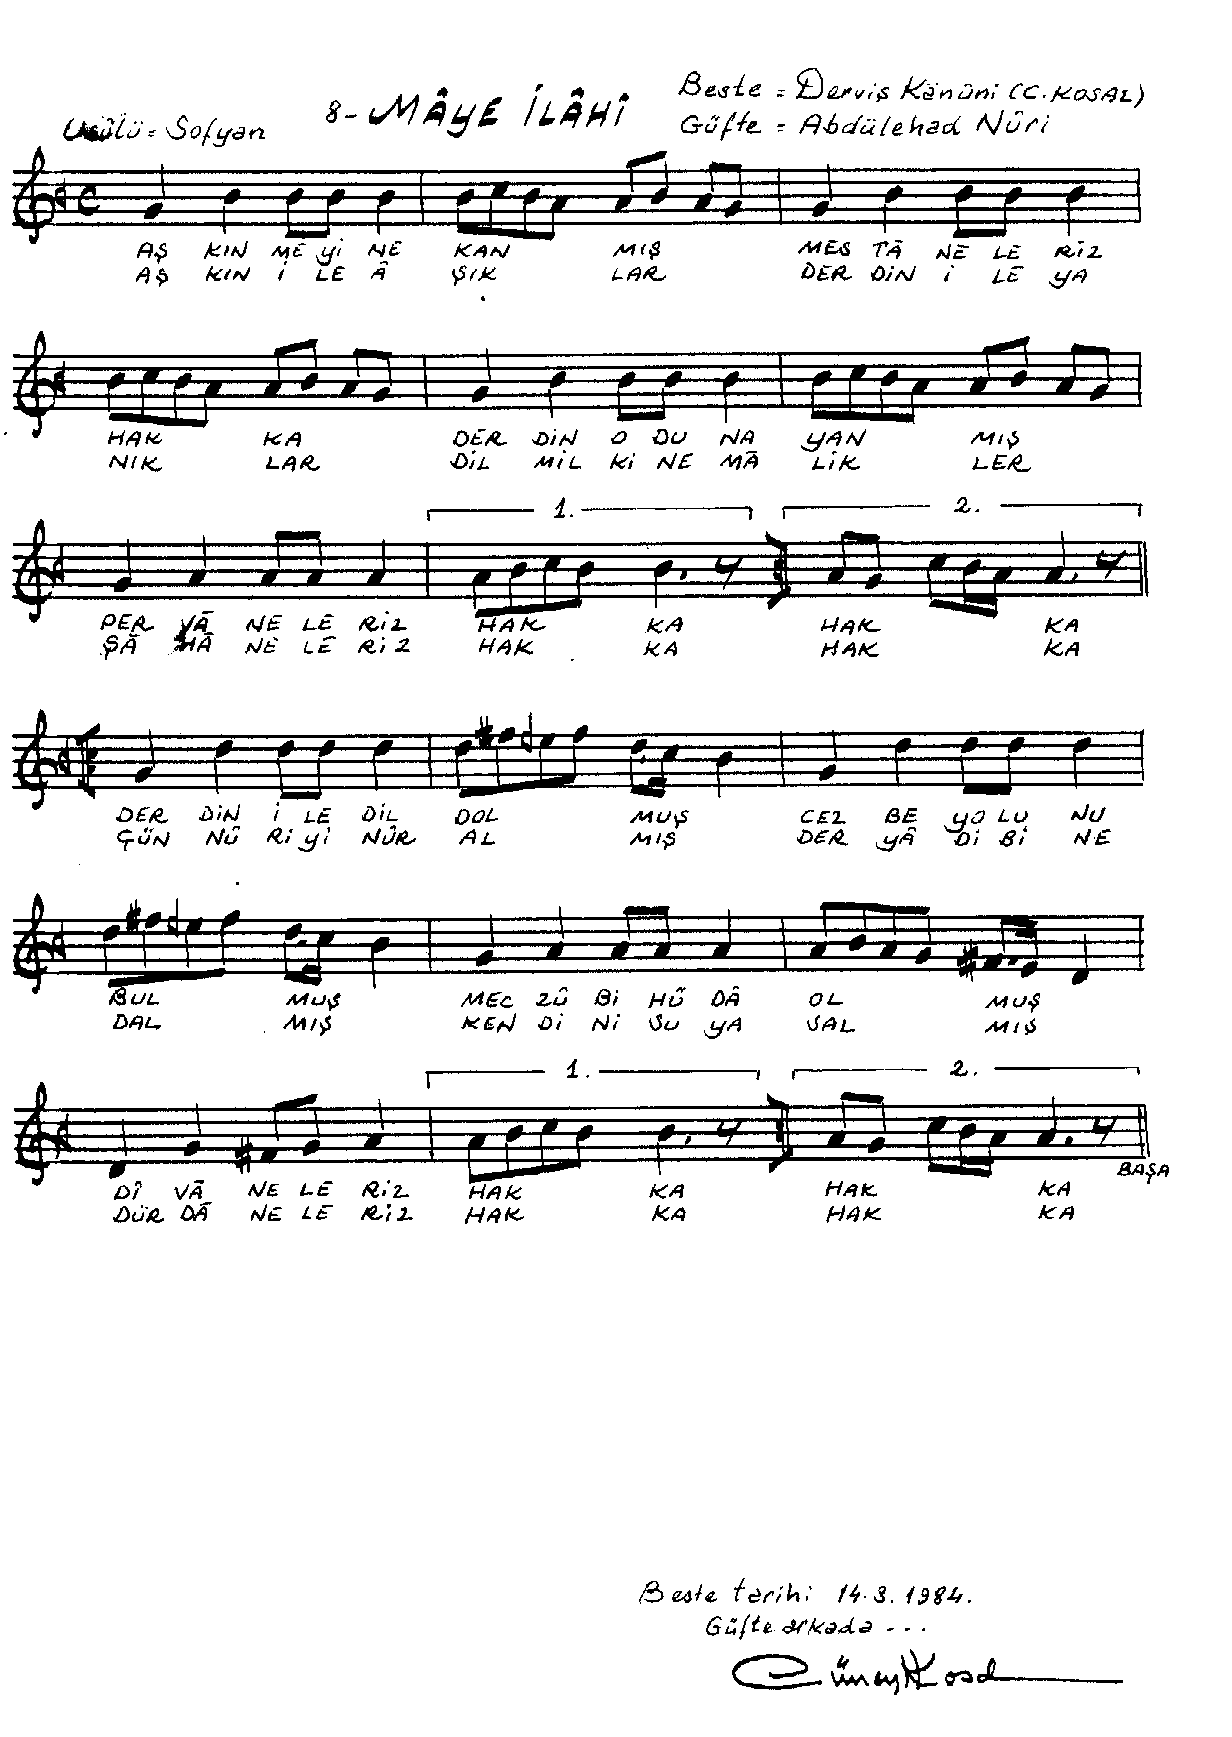 Beste = Derviş Kânûni (C. KOSAL)
8- MÂYE İLÂHÎ
Usûlü = Sofyan
Güfte = Abdülehad Nûri
AŞ KIN ME Yİ NE KAN MIŞ MES TÂ NE LE RİZ
AŞ KIN İ LE Â ŞIK LAR DER DİN İ LE YA
HAK KA DER DİN O DU NA YAN MIŞ
NIK LAR DİL MİL Kİ NE MÂ LİK LER
1. 2.
PER VÂ NE LE RİZ HAK KA HAK KA
ŞÂ HÂ NE LE RİZ HAK KA HAK KA
DER DİN İ LE DİL DOL MUŞ CEZ BE YO LU NU
GÜN NÛ Rİ Yİ NÛR AL MIŞ DER YÂ Dİ Bİ NE
BUL MUŞ MEC ZÛ Bİ HÜ DÂ OL MUŞ
DAL MIŞ KEN Dİ Nİ SU YA SAL MIŞ
1. 2.
BAŞA
DÎ VÂ NE LE RİZ HAK KA HAK KA
DÜR DÂ NE LE RİZ HAK KA HAK KA
Beste tarihi 14.3.1984.
Güfte arkada ...
Cüneyt Kosal